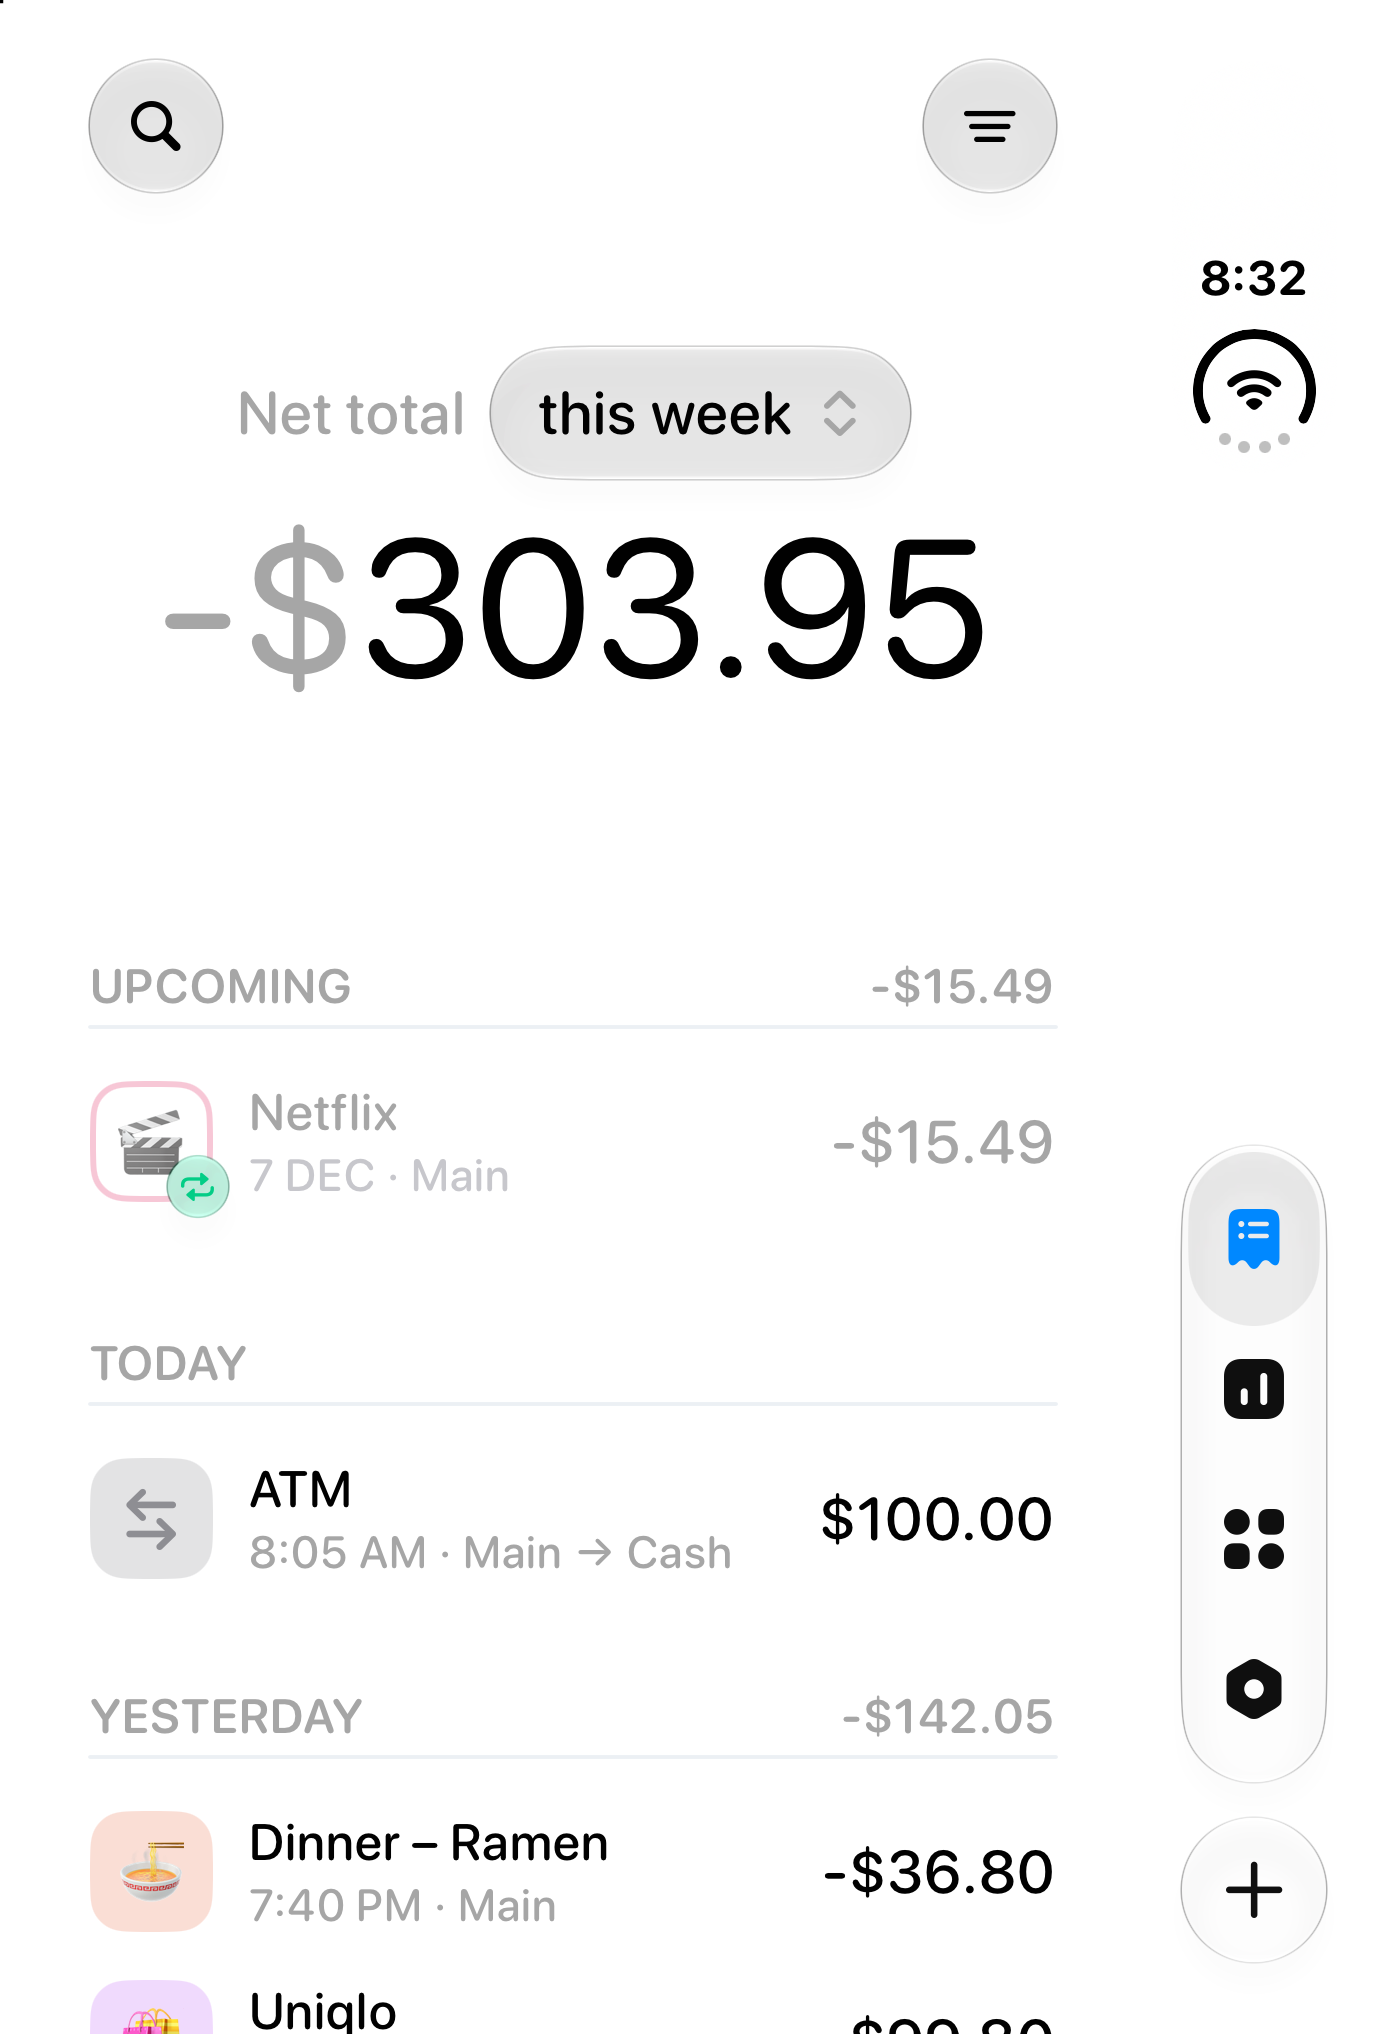 8:32
Net total this week
-$303.95
UPCOMING -$15.49
Netflix
7 DEC · Main
-$15.49
TODAY
ATM
8:05 AM · Main → Cash
$100.00
YESTERDAY -$142.05
Dinner – Ramen
7:40 PM · Main
-$36.80
Uniqlo